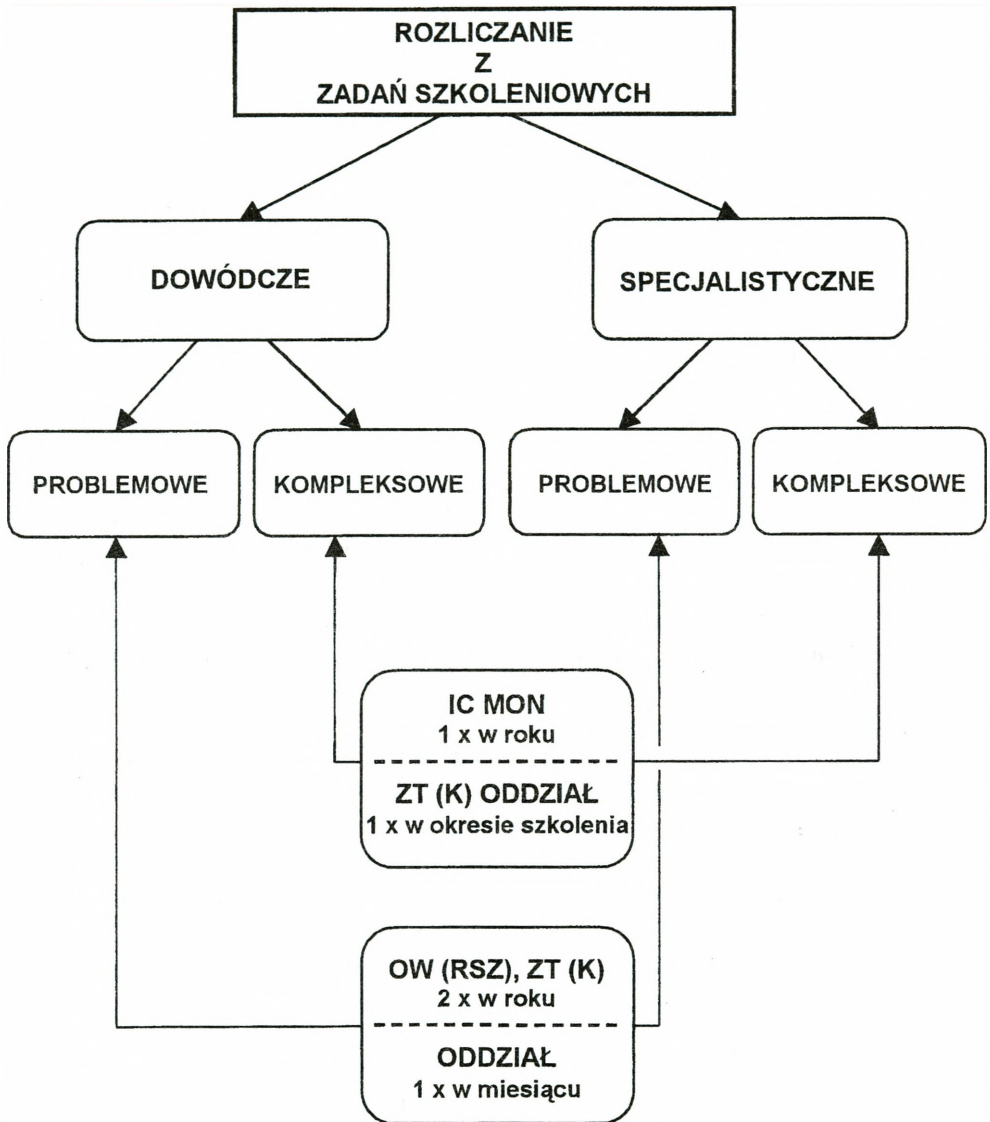 ROZLICZANIE
Z
ZADAŃ SZKOLENIOWYCH
DOWÓDCZE
SPECJALISTYCZNE
PROBLEMOWE
KOMPLEKSOWE
PROBLEMOWE
KOMPLEKSOWE
IC MON
1 x w roku
ZT (K) ODDZIAŁ
1 x w okresie szkolenia
OW (RSZ), ZT (K)
2 x w roku
ODDZIAŁ
1 x w miesiącu